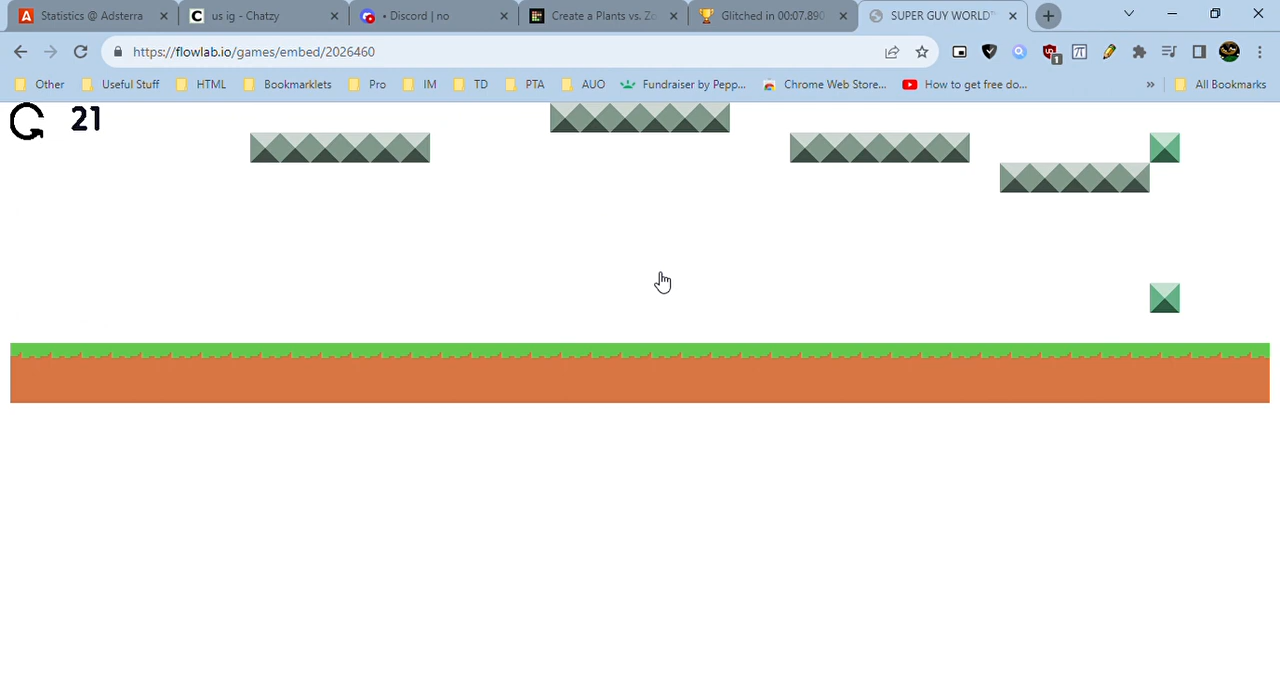 Statistics @ Adsterra
us ig - Chatzy
• Discord | no
Create a Plants vs. Zo
Glitched in 00:07.890
SUPER GUY WORLD"
https://flowlab.io/games/embed/2026460
1
Other
Useful Stuff
HTML
Bookmarklets
Pro
IM
TD
PTA
AUO
Fundraiser by Pepp...
Chrome Web Store...
How to get free do...
»
All Bookmarks
21